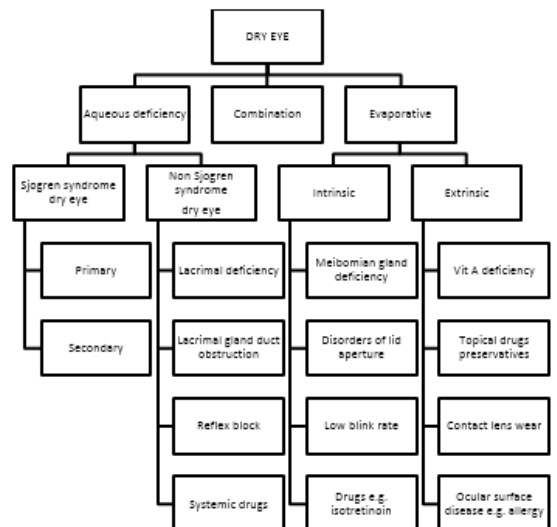 DRY EYE
Aqueous deficiency
Combination
Evaporative
Sjogren syndrome
dry eye
Non Sjogren
syndrome
dry eye
Intrinsic
Extrinsic
Primary
Lacrimal deficiency
Meibomian gland
deficiency
Vit A deficiency
Secondary
Lacrimal gland duct
obstruction
Disorders of lid
aperture
Topical drugs
preservatives
Reflex block
Low blink rate
Contact lens wear
Systemic drugs
Drugs e.g.
isotretinoin
Ocular surface
disease e.g. allergy